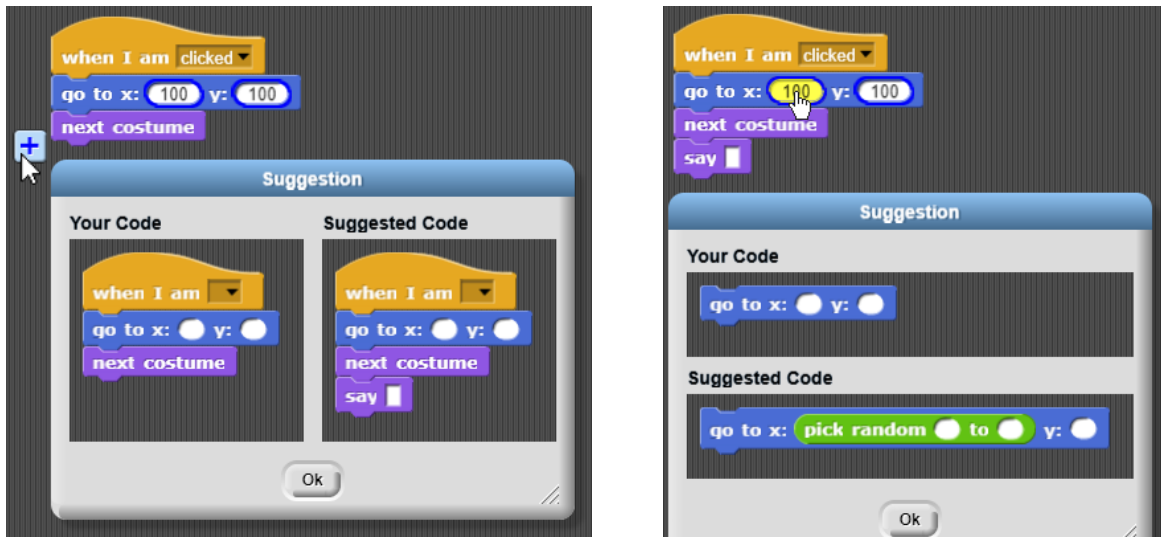 when I am clicked
go to x: 100 y: 100
next costume
+
Suggestion
Your Code
Suggested Code
when I am
go to x: y:
next costume
when I am
go to x: y:
next costume
say
Ok
when I am clicked
go to x: 100 y: 100
next costume
say
Suggestion
Your Code
go to x: y:
Suggested Code
go to x: pick random to y:
Ok